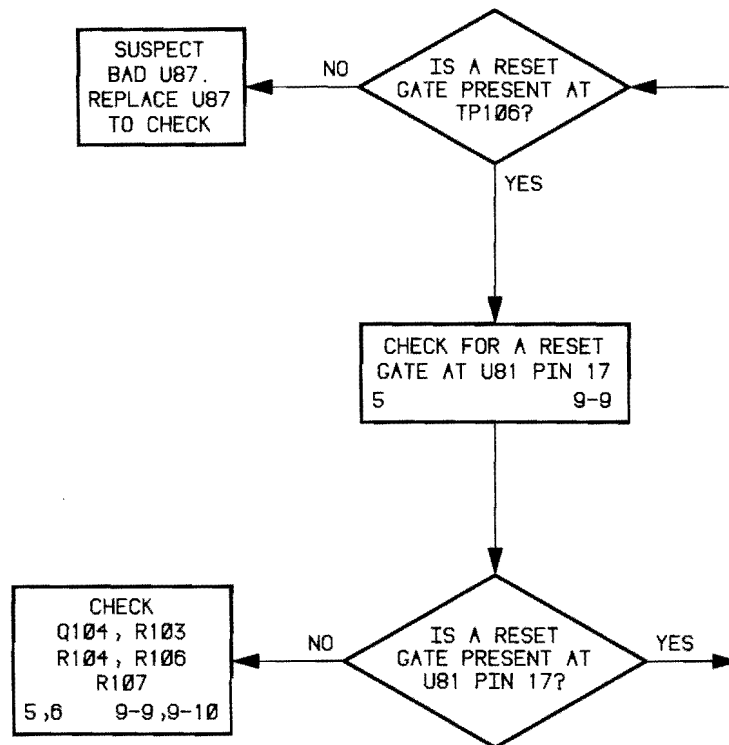 SUSPECT
BAD U87.
REPLACE U87
TO CHECK
NO
IS A RESET
GATE PRESENT AT
TP106?
YES
CHECK FOR A RESET
GATE AT U81 PIN 17
5 9-9
CHECK
Q104, R103
R104, R106
R107
5,6 9-9,9-10
NO
IS A RESET
GATE PRESENT AT
U81 PIN 17?
YES